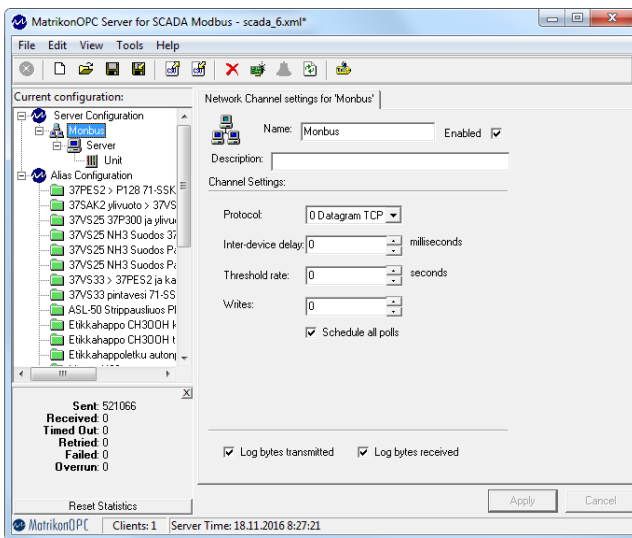 MatrikonOPC Server for SCADA Modbus - scada_6.xml*
File Edit View Tools Help
Current configuration:
Server Configuration
Monbus
Server
Unit
Alias Configuration
37PES2 > P128 71-SSK
37SAK2 ylivuoto > 37VS
37VS25 37P300 ja ylivu
37VS25 NH3 Suodos 37
37VS25 NH3 Suodos Pa
37VS25 NH3 Suodos Pa
37VS33 > 37PES2 ja ka
37VS33 pintavesi 71-SS
ASL-50 Strippausliuos Pl
Etikkahappo CH3OOH k
Etikkahappo CH3OOH t
Etikkahappoletku auton
Sent: 521066
Received: 0
Timed Out: 0
Retried: 0
Failed: 0
Overrun: 0
Reset Statistics
Network Channel settings for 'Monbus'
Name: Monbus Enabled
Description:
Channel Settings:
Protocol: 0 Datagram TCP
Inter-device delay: 0 milliseconds
Threshold rate: 0 seconds
Writes: 0
Schedule all polls
Log bytes transmitted Log bytes received
Apply Cancel
MatrikonOPC Clients: 1 Server Time: 18.11.2016 8:27:21